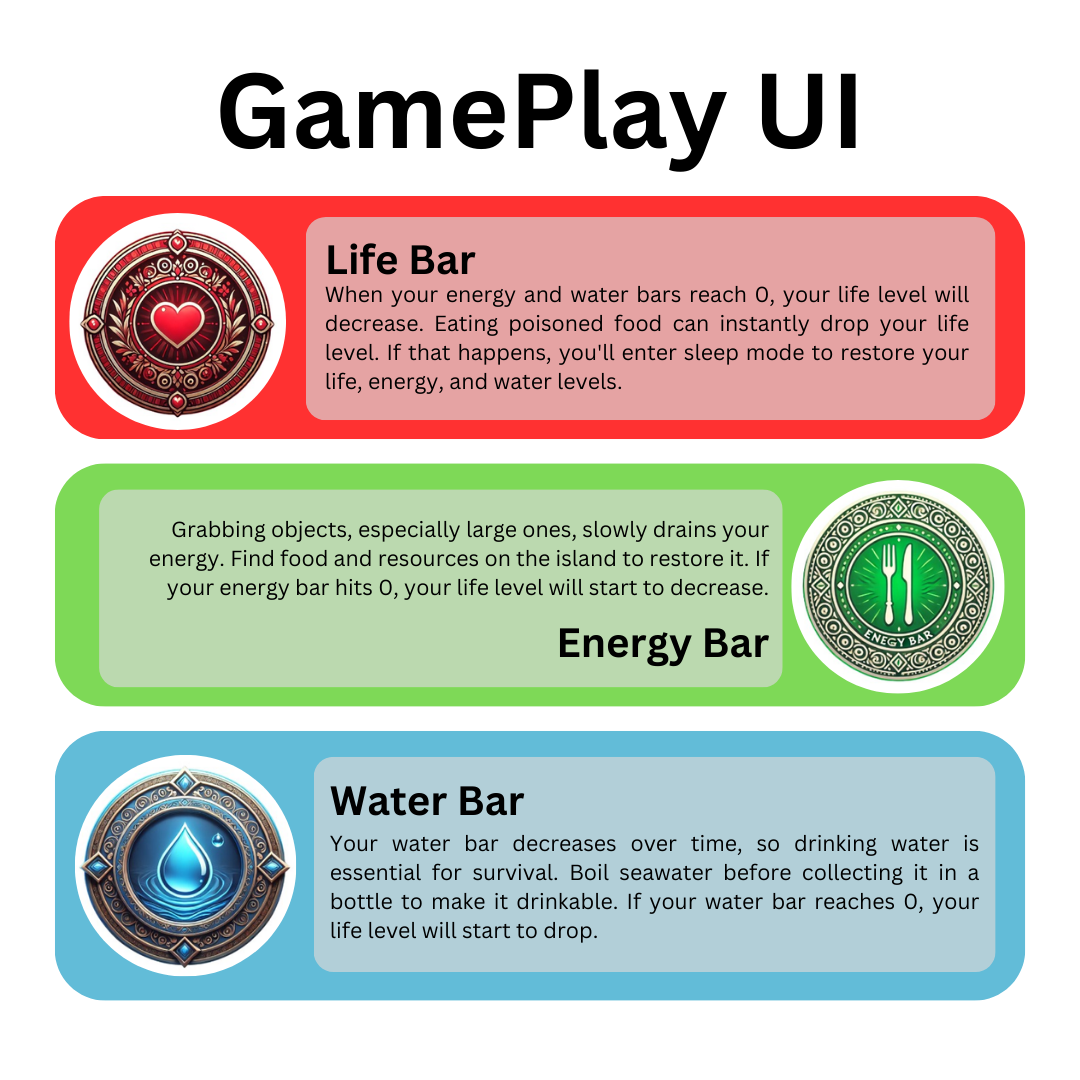 GamePlay UI
Life Bar
When your energy and water bars reach 0, your life level will
decrease. Eating poisoned food can instantly drop your life
level. If that happens, you'll enter sleep mode to restore your
life, energy, and water levels.
Grabbing objects, especially large ones, slowly drains your
energy. Find food and resources on the island to restore it. If
your energy bar hits 0, your life level will start to decrease.
Energy Bar
ENEGY BAR
Water Bar
Your water bar decreases over time, so drinking water is
essential for survival. Boil seawater before collecting it in a
bottle to make it drinkable. If your water bar reaches 0, your
life level will start to drop.